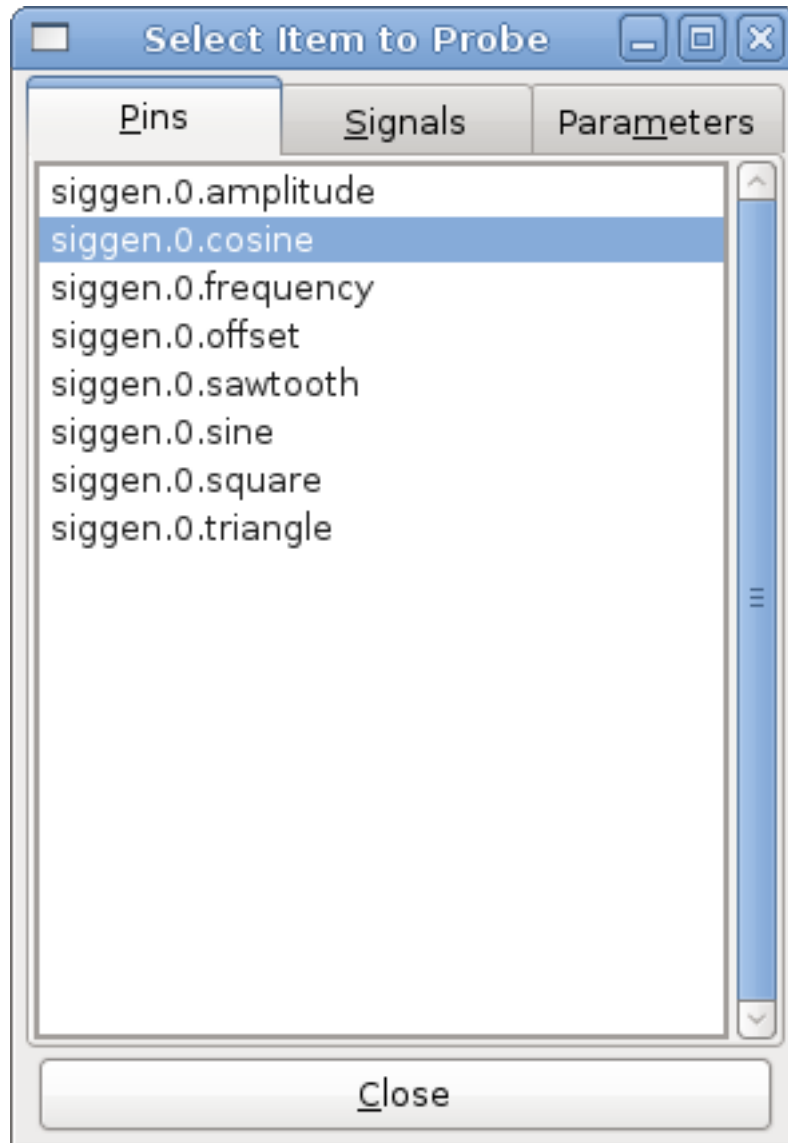 Select Item to Probe
Pins Signals Parameters
siggen.0.amplitude
siggen.0.cosine
siggen.0.frequency
siggen.0.offset
siggen.0.sawtooth
siggen.0.sine
siggen.0.square
siggen.0.triangle
Close